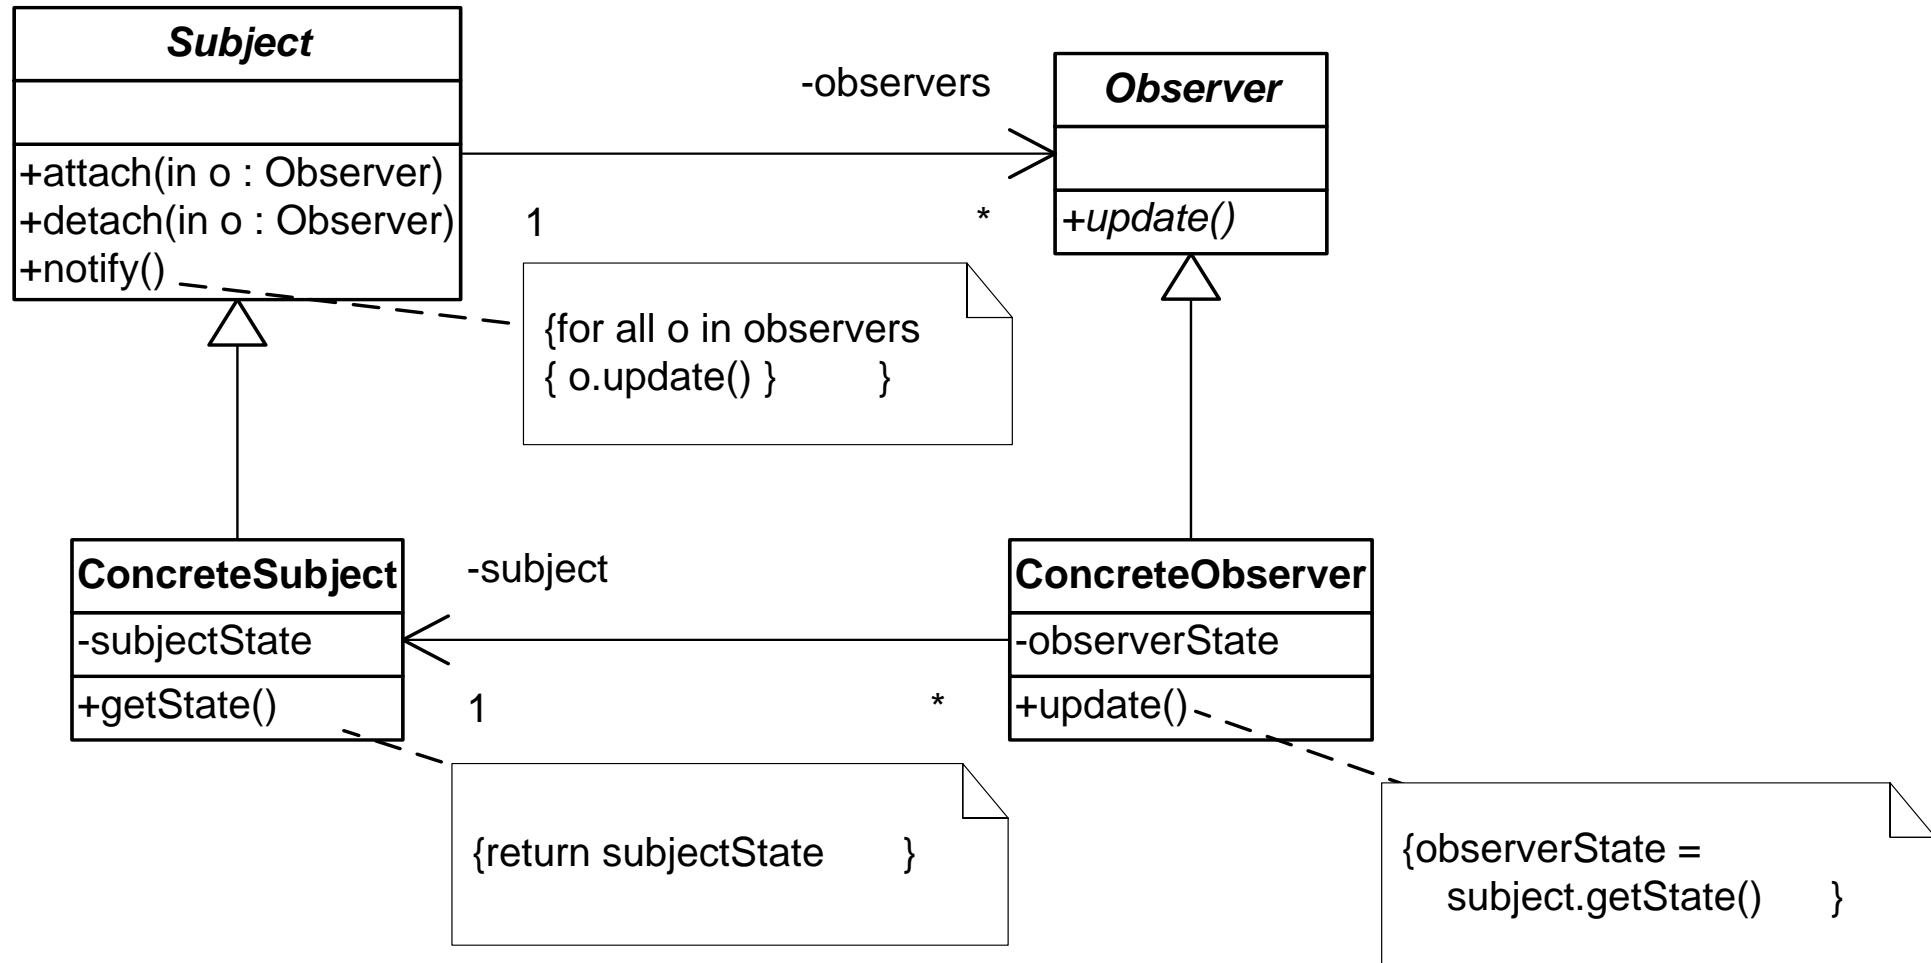 Subject
+attach(in o : Observer)
+detach(in o : Observer)
+notify()
-observers
1
*
Observer
+update()
{for all o in observers
{ o.update() } }
ConcreteSubject
-subjectState
+getState()
-subject
1
*
ConcreteObserver
-observerState
+update()
{return subjectState }
{observerState =
subject.getState() }